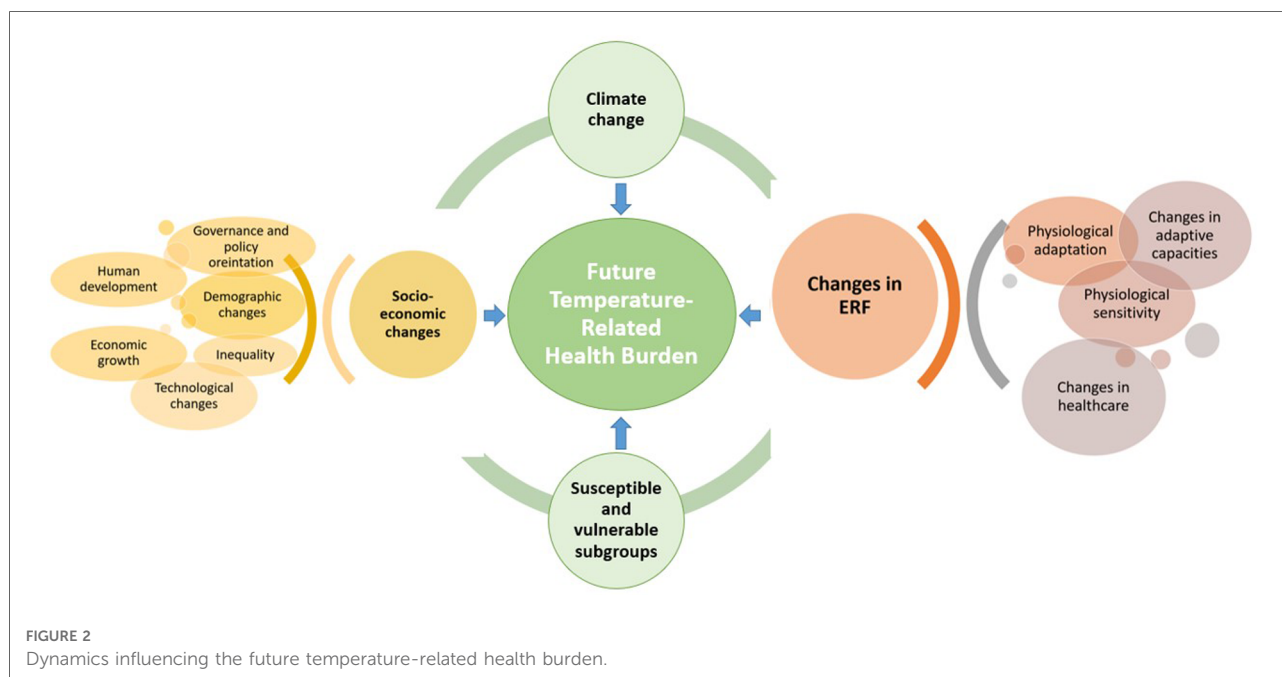 Climate
change
Governance and
policy
oreintation
Human
development
Demographic
changes
Economic
growth
Inequality
Technological
changes
Socio-
economic
changes
Future
Temperature-
Related
Health Burden
Changes in
ERF
Physiological
adaptation
Changes in
adaptive
capacities
Physiological
sensitivity
Changes in
healthcare
Susceptible
and
vulnerable
subgroups
FIGURE 2
Dynamics influencing the future temperature-related health burden.